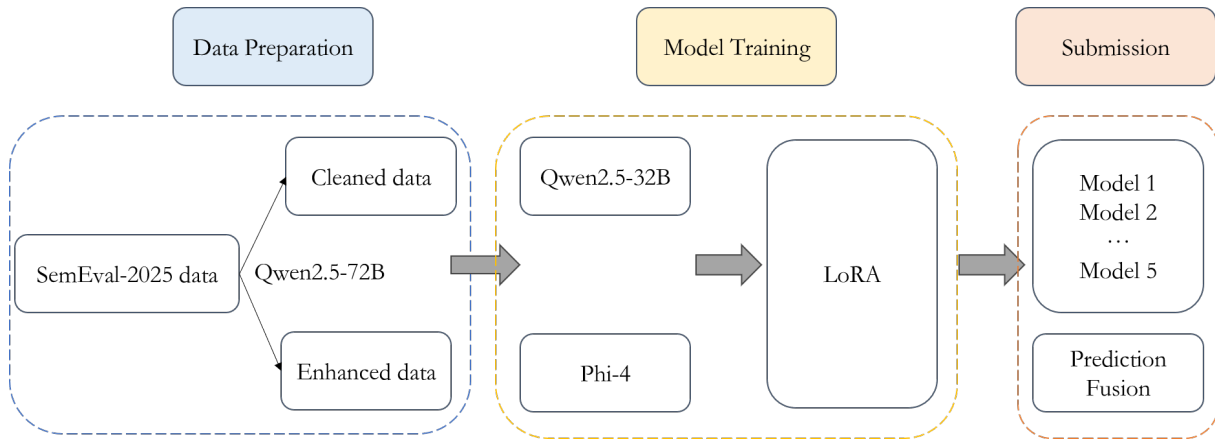 Data Preparation
Model Training
Submission
SemEval-2025 data
Cleaned data
Qwen2.5-72B
Enhanced data
Qwen2.5-32B
Phi-4
LoRA
Model 1
Model 2
...
Model 5
Prediction
Fusion